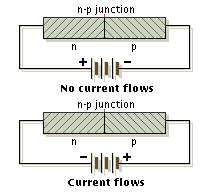 n-p junction
n p
+ −
No current flows
n-p junction
n p
− +
Current flows